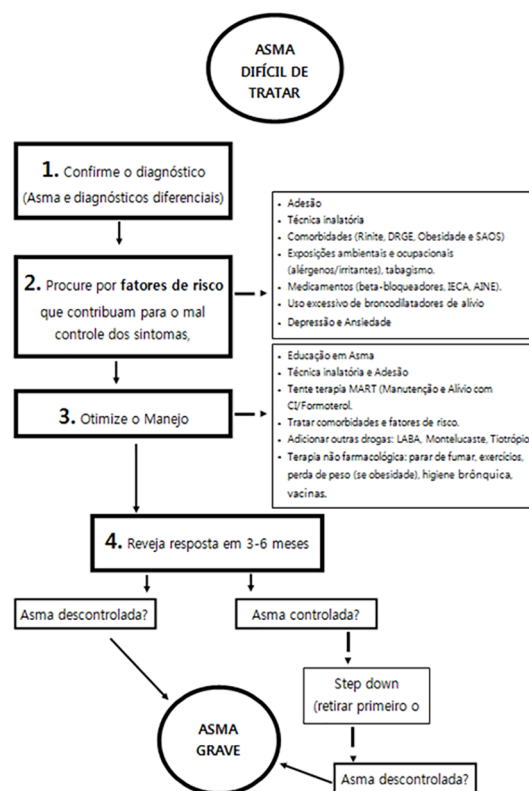 ASMA
DIFÍCIL DE
TRATAR
1. Confirme o diagnóstico
(Asma e diagnósticos diferenciais)
2. Procure por fatores de risco
que contribuam para o mal
controle dos sintomas,
• Adesão
• Técnica inalatória
• Comorbidades (Rinite, DRGE, Obesidade e SAOS)
• Exposições ambientais e ocupacionais
(alérgenos/irritantes), tabagismo.
• Medicamentos (beta-bloqueadores, IECA, AINE).
• Uso excessivo de broncodilatadores de alívio
• Depressão e Ansiedade
3. Otimize o Manejo
• Educação em Asma
• Técnica inalatória e Adesão
• Tente terapia MART (Manutenção e Alívio com
CI/Formoterol.
• Tratar comorbidades e fatores de risco.
• Adicionar outras drogas: LABA, Montelucaste, Tiotrópio
• Terapia não farmacológica: parar de fumar, exercícios,
perda de peso (se obesidade), higiene brônquica,
vacinas.
4. Reveja resposta em 3-6 meses
Asma descontrolada?
Asma controlada?
Step down
(retirar primeiro o
ASMA
GRAVE
Asma descontrolada?